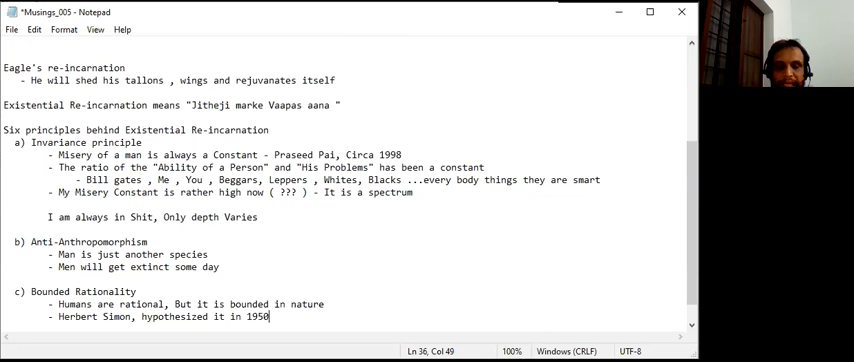 *Musings_005 - Notepad
File Edit Format View Help
Eagle's re-incarnation
- He will shed his tallons , wings and rejuvanates itself
Existential Re-incarnation means "Jitheji marke Vaapas aana "
Six principles behind Existential Re-incarnation
a) Invariance principle
- Misery of a man is always a Constant - Praseed Pai, Circa 1998
- The ratio of the "Ability of a Person" and "His Problems" has been a constant
- Bill gates , Me , You , Beggars, Leppers , Whites, Blacks ...every body things they are smart
- My Misery Constant is rather high now ( ??? ) - It is a spectrum
I am always in Shit, Only depth Varies
b) Anti-Anthropomorphism
- Man is just another species
- Men will get extinct some day
c) Bounded Rationality
- Humans are rational, But it is bounded in nature
- Herbert Simon, hypothesized it in 1950
Ln 36, Col 49 100% Windows (CRLF) UTF-8